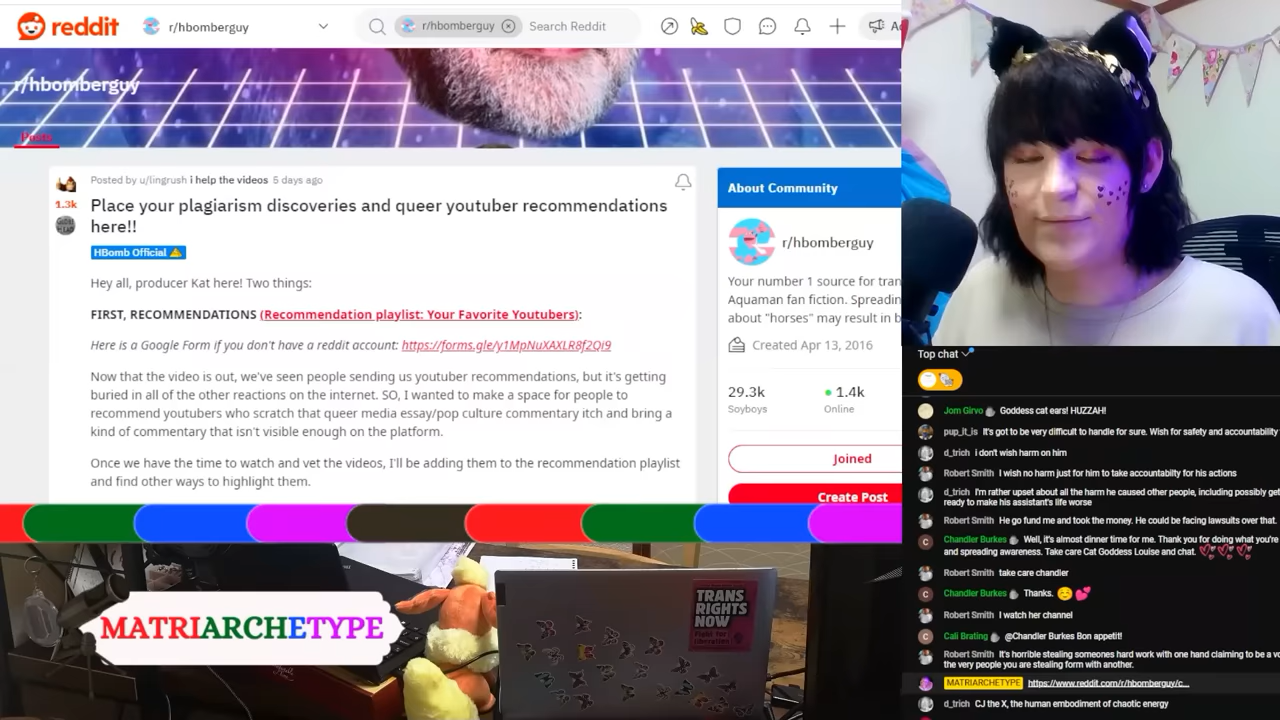 reddit
r/hbomberguy
r/hbomberguy
Search Reddit
r/hbomberguy
Posts
Posted by u/lingrush i help the videos 5 days ago
1.3k
Place your plagiarism discoveries and queer youtuber recommendations
here!!
HBomb Official
Hey all, producer Kat here! Two things:
FIRST, RECOMMENDATIONS (Recommendation playlist: Your Favorite Youtubers):
Here is a Google Form if you don't have a reddit account: https://forms.gle/y1MpNuXAXLR8f2Qi9
Now that the video is out, we've seen people sending us youtuber recommendations, but it's getting
buried in all of the other reactions on the internet. SO, I wanted to make a space for people to
recommend youtubers who scratch that queer media essay/pop culture commentary itch and bring a
kind of commentary that isn't visible enough on the platform.
Once we have the time to watch and vet the videos, I'll be adding them to the recommendation playlist
and find other ways to highlight them.
About Community
r/hbomberguy
Your number 1 source for tran
Aquaman fan fiction. Spreading
about "horses" may result in b
Created Apr 13, 2016
29.3k
1.4k
Soyboys
Online
Joined
Create Post
Top chat
Jom Girvo Goddess cat ears! HUZZAH!
pup_it_is It's got to be very difficult to handle for sure. Wish for safety and accountability
d_trich i don't wish harm on him
Robert Smith I wish no harm just for him to take accountabilty for his actions
d_trich I'm rather upset about all the harm he caused other people, including possibly get
ready to make his assistant's life worse
Robert Smith He go fund me and took the money. He could be facing lawsuits over that.
Chandler Burkes Well, it's almost dinner time for me. Thank you for doing what you're
and spreading awareness. Take care Cat Goddess Louise and chat.
Robert Smith take care chandler
Chandler Burkes Thanks.
Robert Smith I watch her channel
Cali Brating @Chandler Burkes Bon appetit!
Robert Smith It's horrible stealing someones hard work with one hand claiming to be a vo
the very people you are stealing form with another.
MATRIARCHETYPE https://www.reddit.com/r/hbomberguy/c...
d_trich CJ the X, the human embodiment of chaotic energy
MATRIARCHETYPE
TRANS
RIGHTS
NOW